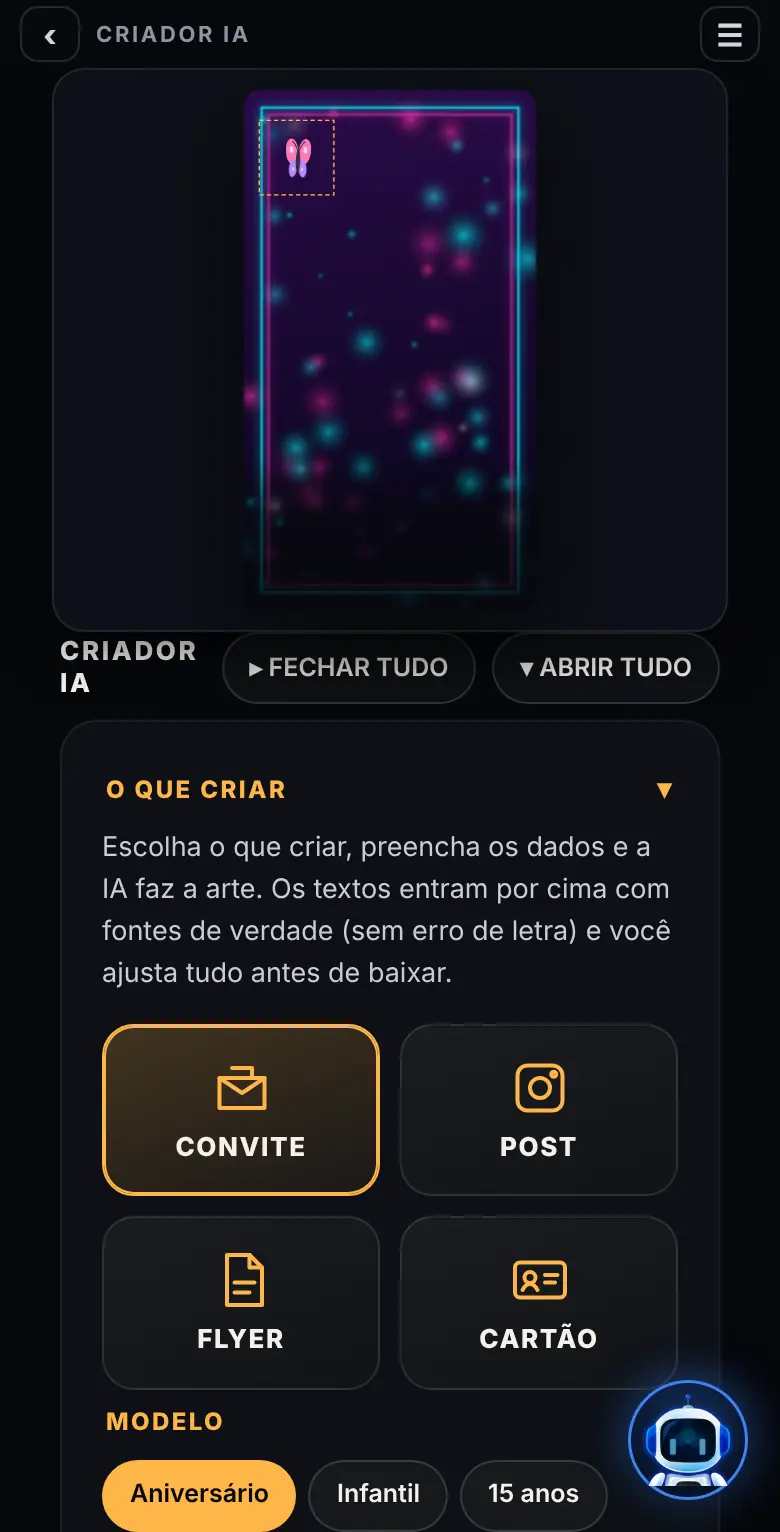 ‹ CRIADOR IA ☰
CRIADOR
IA
▸ FECHAR TUDO
▾ ABRIR TUDO
O QUE CRIAR ▼
Escolha o que criar, preencha os dados e a
IA faz a arte. Os textos entram por cima com
fontes de verdade (sem erro de letra) e você
ajusta tudo antes de baixar.
CONVITE
POST
FLYER
CARTÃO
MODELO
Aniversário
Infantil
15 anos